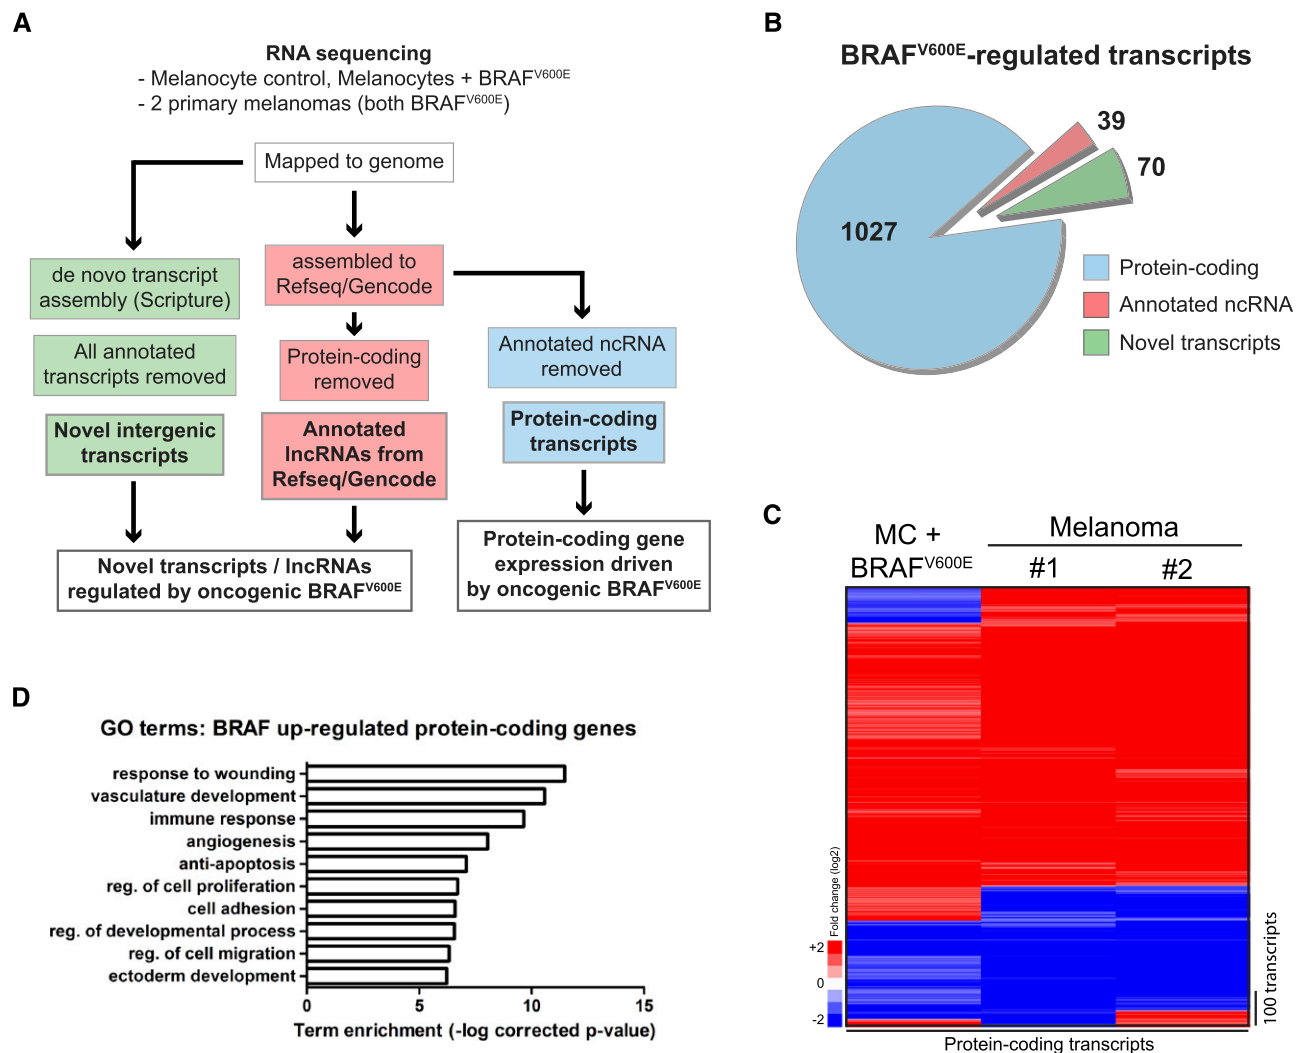 A
RNA sequencing
- Melanocyte control, Melanocytes + BRAFV600E
- 2 primary melanomas (both BRAFV600E)
Mapped to genome
de novo transcript
assembly (Scripture)
All annotated
transcripts removed
Novel intergenic
transcripts
assembled to
Refseq/Gencode
Protein-coding
removed
Annotated
lncRNAs from
Refseq/Gencode
Annotated ncRNA
removed
Protein-coding
transcripts
Novel transcripts / lncRNAs
regulated by oncogenic BRAFV600E
Protein-coding gene
expression driven
by oncogenic BRAFV600E
B
BRAFV600E-regulated transcripts
39
70
1027
Protein-coding
Annotated ncRNA
Novel transcripts
C
MC +
BRAFV600E
Melanoma
#1
#2
Fold change (log2)
+2
0
-2
100 transcripts
Protein-coding transcripts
D
GO terms: BRAF up-regulated protein-coding genes
response to wounding
vasculature development
immune response
angiogenesis
anti-apoptosis
reg. of cell proliferation
cell adhesion
reg. of developmental process
reg. of cell migration
ectoderm development
0 5 10 15
Term enrichment (-log corrected p-value)